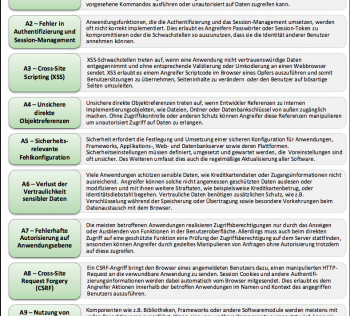 vorgesehene Kommandos ausführen oder unautorisiert auf Daten zugreifen kann.
A2 – Fehler in
Authentifizierung und
Session-Management
Anwendungsfunktionen, die die Authentifizierung und das Session-Management umsetzen, werden
oft nicht korrekt implementiert. Dies erlaubt es Angreifern Passwörter oder Session-Token zu
kompromittieren oder die Schwachstellen so auszunutzen, dass sie die Identität anderer Benutzer
annehmen können.
A3 – Cross-Site
Scripting (XSS)
XSS-Schwachstellen treten auf, wenn eine Anwendung nicht vertrauenswürdige Daten
entgegennimmt und ohne entsprechende Validierung oder Umkodierung an einen Webbrowser
sendet. XSS erlaubt es einem Angreifer Scriptcode im Browser eines Opfers auszuführen und somit
Benutzersitzungen zu übernehmen, Seiteninhalte zu verändern oder den Benutzer auf bösartige
Seiten umzuleiten.
A4 – Unsichere
direkte
Objektreferenzen
Unsichere direkte Objektreferenzen treten auf, wenn Entwickler Referenzen zu internen
Implementierungsobjekten, wie Dateien, Ordner oder Datenbankschlüssel von außen zugänglich
machen. Ohne Zugriffskontrolle oder anderen Schutz können Angreifer diese Referenzen manipulieren
um unautorisiert Zugriff auf Daten zu erlangen.
A5 – Sicherheits-
relevante
Fehlkonfiguration
Sicherheit erfordert die Festlegung und Umsetzung einer sicheren Konfiguration für Anwendungen,
Frameworks, Applikations-, Web- und Datenbankserver sowie deren Plattformen.
Sicherheitseinstellungen müssen definiert, umgesetzt und gewartet werden, die Voreinstellungen sind
oft unsicher. Des Weiteren umfasst dies auch die regelmäßige Aktualisierung aller Software.
A6 – Verlust der
Vertraulichkeit
sensibler Daten
Viele Anwendungen schützen sensible Daten, wie Kreditkartendaten oder Zugangsinformationen nicht
ausreichend. Angreifer können solche nicht angemessen geschützten Daten auslesen oder
modifizieren und mit ihnen weitere Straftaten, wie beispielsweise Kreditkartenbetrug, oder
Identitätsdiebstahl begehen. Vertrauliche Daten benötigen zusätzlichen Schutz, wie z.B.
Verschlüsselung während der Speicherung oder Übertragung sowie besondere Vorkehrungen beim
Datenaustausch mit dem Browser.
A7 – Fehlerhafte
Autorisierung auf
Anwendungsebene
Die meisten betroffenen Anwendungen realisieren Zugriffsberechtigungen nur durch das Anzeigen
oder Ausblenden von Funktionen in der Benutzeroberfläche. Allerdings muss auch beim direkten
Zugriff auf eine geschützte Funktion eine Prüfung der Zugriffsberechtigung auf dem Server stattfinden,
ansonsten können Angreifer durch gezieltes Manipulieren von Anfragen ohne Autorisierung trotzdem
auf diese zugreifen.
A8 – Cross-Site
Request Forgery
(CSRF)
Ein CSRF-Angriff bringt den Browser eines angemeldeten Benutzers dazu, einen manipulierten HTTP-
Request an die verwundbare Anwendung zu senden. Session Cookies und andere Authentifi-
zierungsinformationen werden dabei automatisch vom Browser mitgesendet. Dies erlaubt es dem
Angreifer Aktionen innerhalb der betroffenen Anwendungen im Namen und Kontext des angegriffenen
Benutzers auszuführen.
A9 – Nutzung von
Komponenten wie z.B. Bibliotheken, Frameworks oder andere Softwaremodule werden meistens mit